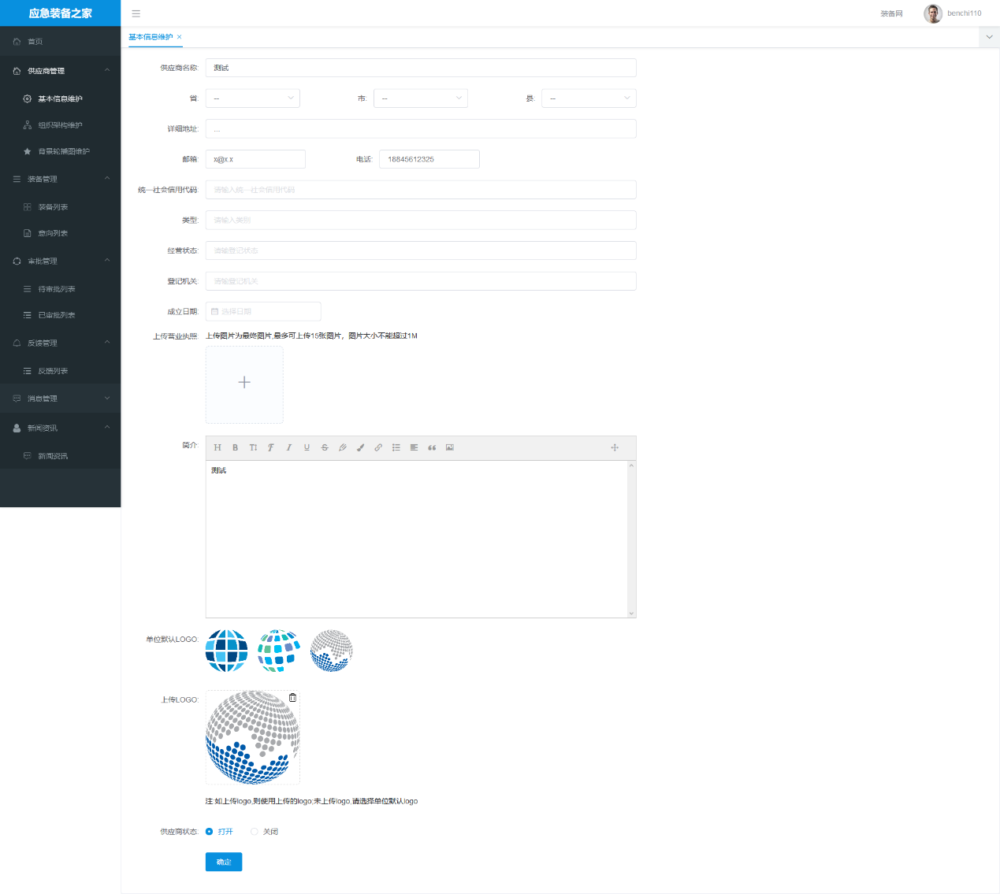 应急装备之家
装备网
benchi110
首页
供应商管理
基本信息维护
组织架构维护
背景轮播图维护
装备管理
装备列表
意向列表
审批管理
待审批列表
已审批列表
反馈管理
反馈列表
消息管理
新闻资讯
新闻资讯
基本信息维护 ×
供应商名称: 测试
省: -- 市: -- 县: --
详细地址: ...
邮箱: x@x.x 电话: 18845612325
统一社会信用代码: 请输入统一社会信用代码
类型: 请输入类别
经营状态: 请输登记状态
登记机关: 请输登记机关
成立日期: 选择日期
上传营业执照: 上传图片为最终图片,最多可上传15张图片，图片大小不能超过1M
简介:
测试
单位默认LOGO:
上传LOGO:
注:如上传logo,则使用上传的logo;未上传logo,请选择单位默认logo
供应商状态: 打开 关闭
确定